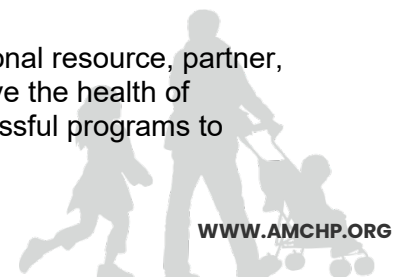 onal resource, partner,
ve the health of
ssful programs to
WWW.AMCHP.ORG